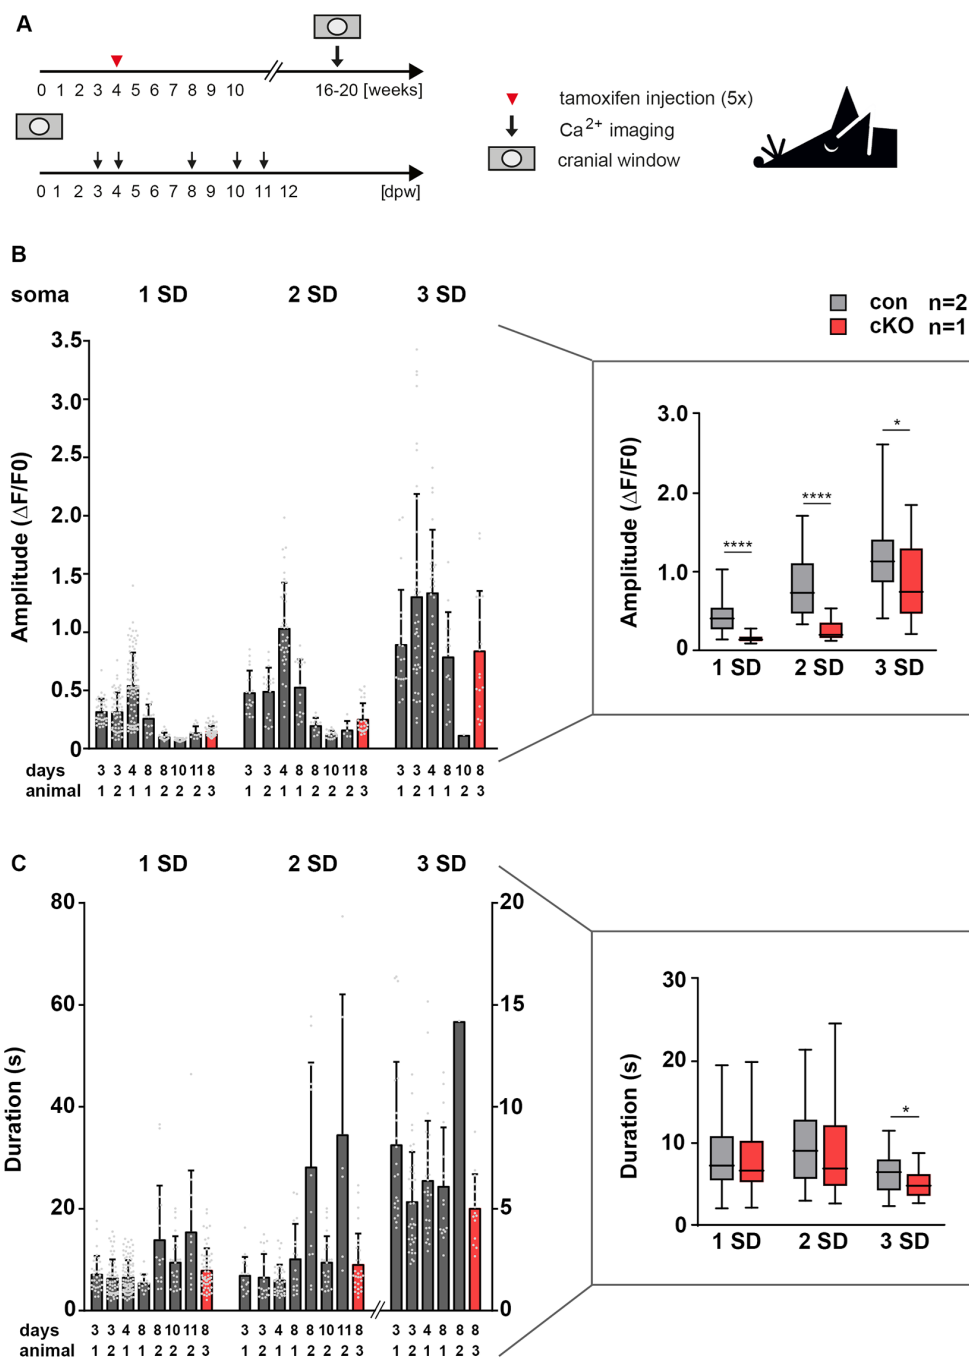 A
0 1 2 3 4 5 6 7 8 9 10 16-20 [weeks]
0 1 2 3 4 5 6 7 8 9 10 11 12 [dpw]
tamoxifen injection (5x)
Ca2+ imaging
cranial window
B
soma 1 SD 2 SD 3 SD
con n=2
cKO n=1
Amplitude (ΔF/F0)
3.5
3.0
2.5
2.0
1.5
1.0
0.5
0
days 3 3 4 8 8 10 11 8 3 3 4 8 8 10 11 8 3 3 4 8 10 8
animal 1 2 1 1 2 2 2 3 1 2 1 1 2 2 2 3 1 2 1 1 2 3
Amplitude (ΔF/F0)
3.0
2.0
1.0
0
**** **** *
1 SD 2 SD 3 SD
C
1 SD 2 SD 3 SD
Duration (s)
80
60
40
20
0
20
15
10
5
0
days 3 3 4 8 8 10 11 8 3 3 4 8 8 10 11 8 3 3 4 8 8 8
animal 1 2 1 1 2 2 2 3 1 2 1 1 2 2 2 3 1 2 1 1 2 3
Duration (s)
30
20
10
0
*
1 SD 2 SD 3 SD